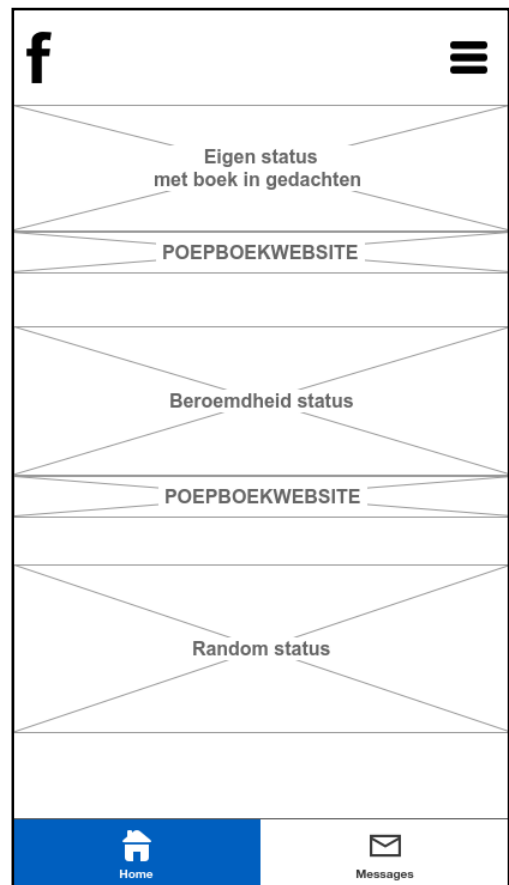 f
Eigen status
met boek in gedachten
POEPBOEKWEBSITE
Beroemdheid status
POEPBOEKWEBSITE
Random status
Home
Messages